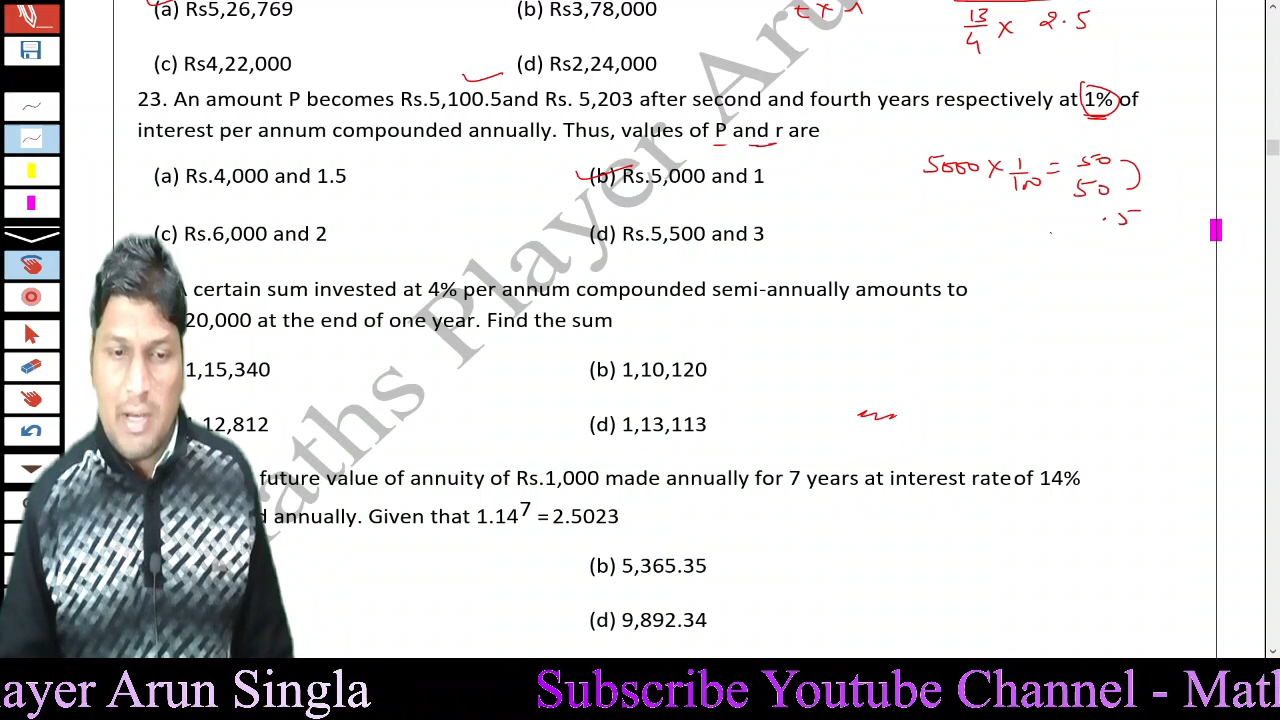 (a) Rs5,26,769 (b) Rs3,78,000
13/4 × 2.5
(c) Rs4,22,000 (d) Rs2,24,000
23. An amount P becomes Rs.5,100.5and Rs. 5,203 after second and fourth years respectively at 1% of
interest per annum compounded annually. Thus, values of P and r are
(a) Rs.4,000 and 1.5 (b) Rs.5,000 and 1
5000 × 1/100 = 50
50
.5
(c) Rs.6,000 and 2 (d) Rs.5,500 and 3
certain sum invested at 4% per annum compounded semi-annually amounts to
20,000 at the end of one year. Find the sum
1,15,340 (b) 1,10,120
12,812 (d) 1,13,113
future value of annuity of Rs.1,000 made annually for 7 years at interest rate of 14%
annually. Given that 1.14⁷ = 2.5023
(b) 5,365.35
(d) 9,892.34
aths Player Aru
ayer Arun Singla Subscribe Youtube Channel - Mat